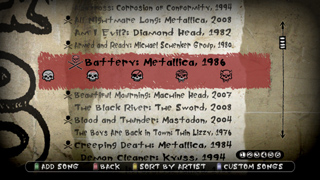 Corrosion of Conformity, 1994
All Nightmare Long: Metallica, 2008
Am I Evil?: Diamond Head, 1982
Armed and Ready: Michael Schenker Group, 1980
Battery: Metallica, 1986
Beautiful Mourning: Machine Head, 2007
The Black River: The Sword, 2008
Blood and Thunder: Mastodon, 2004
The Boys Are Back in Town: Thin Lizzy, 1976
Creeping Death: Metallica, 1984
Demon Cleaner: Kyuss, 1994
ADD SONG BACK SORT BY ARTIST CUSTOM SONGS